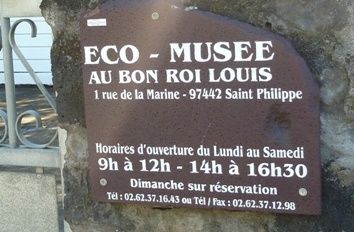 ECO - MUSEE
AU BON ROI LOUIS
1 rue de la Marine - 97442 Saint Philippe
Horaires d'ouverture du Lundi au Samedi
9h à 12h - 14h à 16h30
Dimanche sur réservation
Tél : 02.62.37.16.43 ou Tél / Fax : 02.62.37.12.98